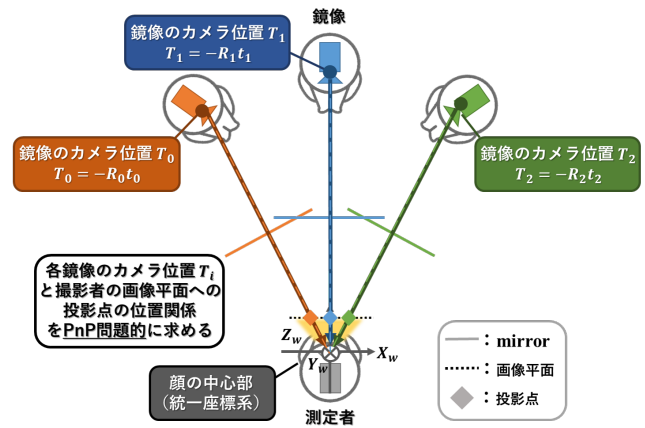 鏡像
鏡像のカメラ位置 T₁
T₁ = −R₁t₁
鏡像のカメラ位置 T₀
T₀ = −R₀t₀
鏡像のカメラ位置 T₂
T₂ = −R₂t₂
各鏡像のカメラ位置 Tᵢ
と撮影者の画像平面への
投影点の位置関係
をPnP問題的に求める
Z_w
X_w
Y_w
顔の中心部
（統一座標系）
測定者
：mirror
：画像平面
：投影点